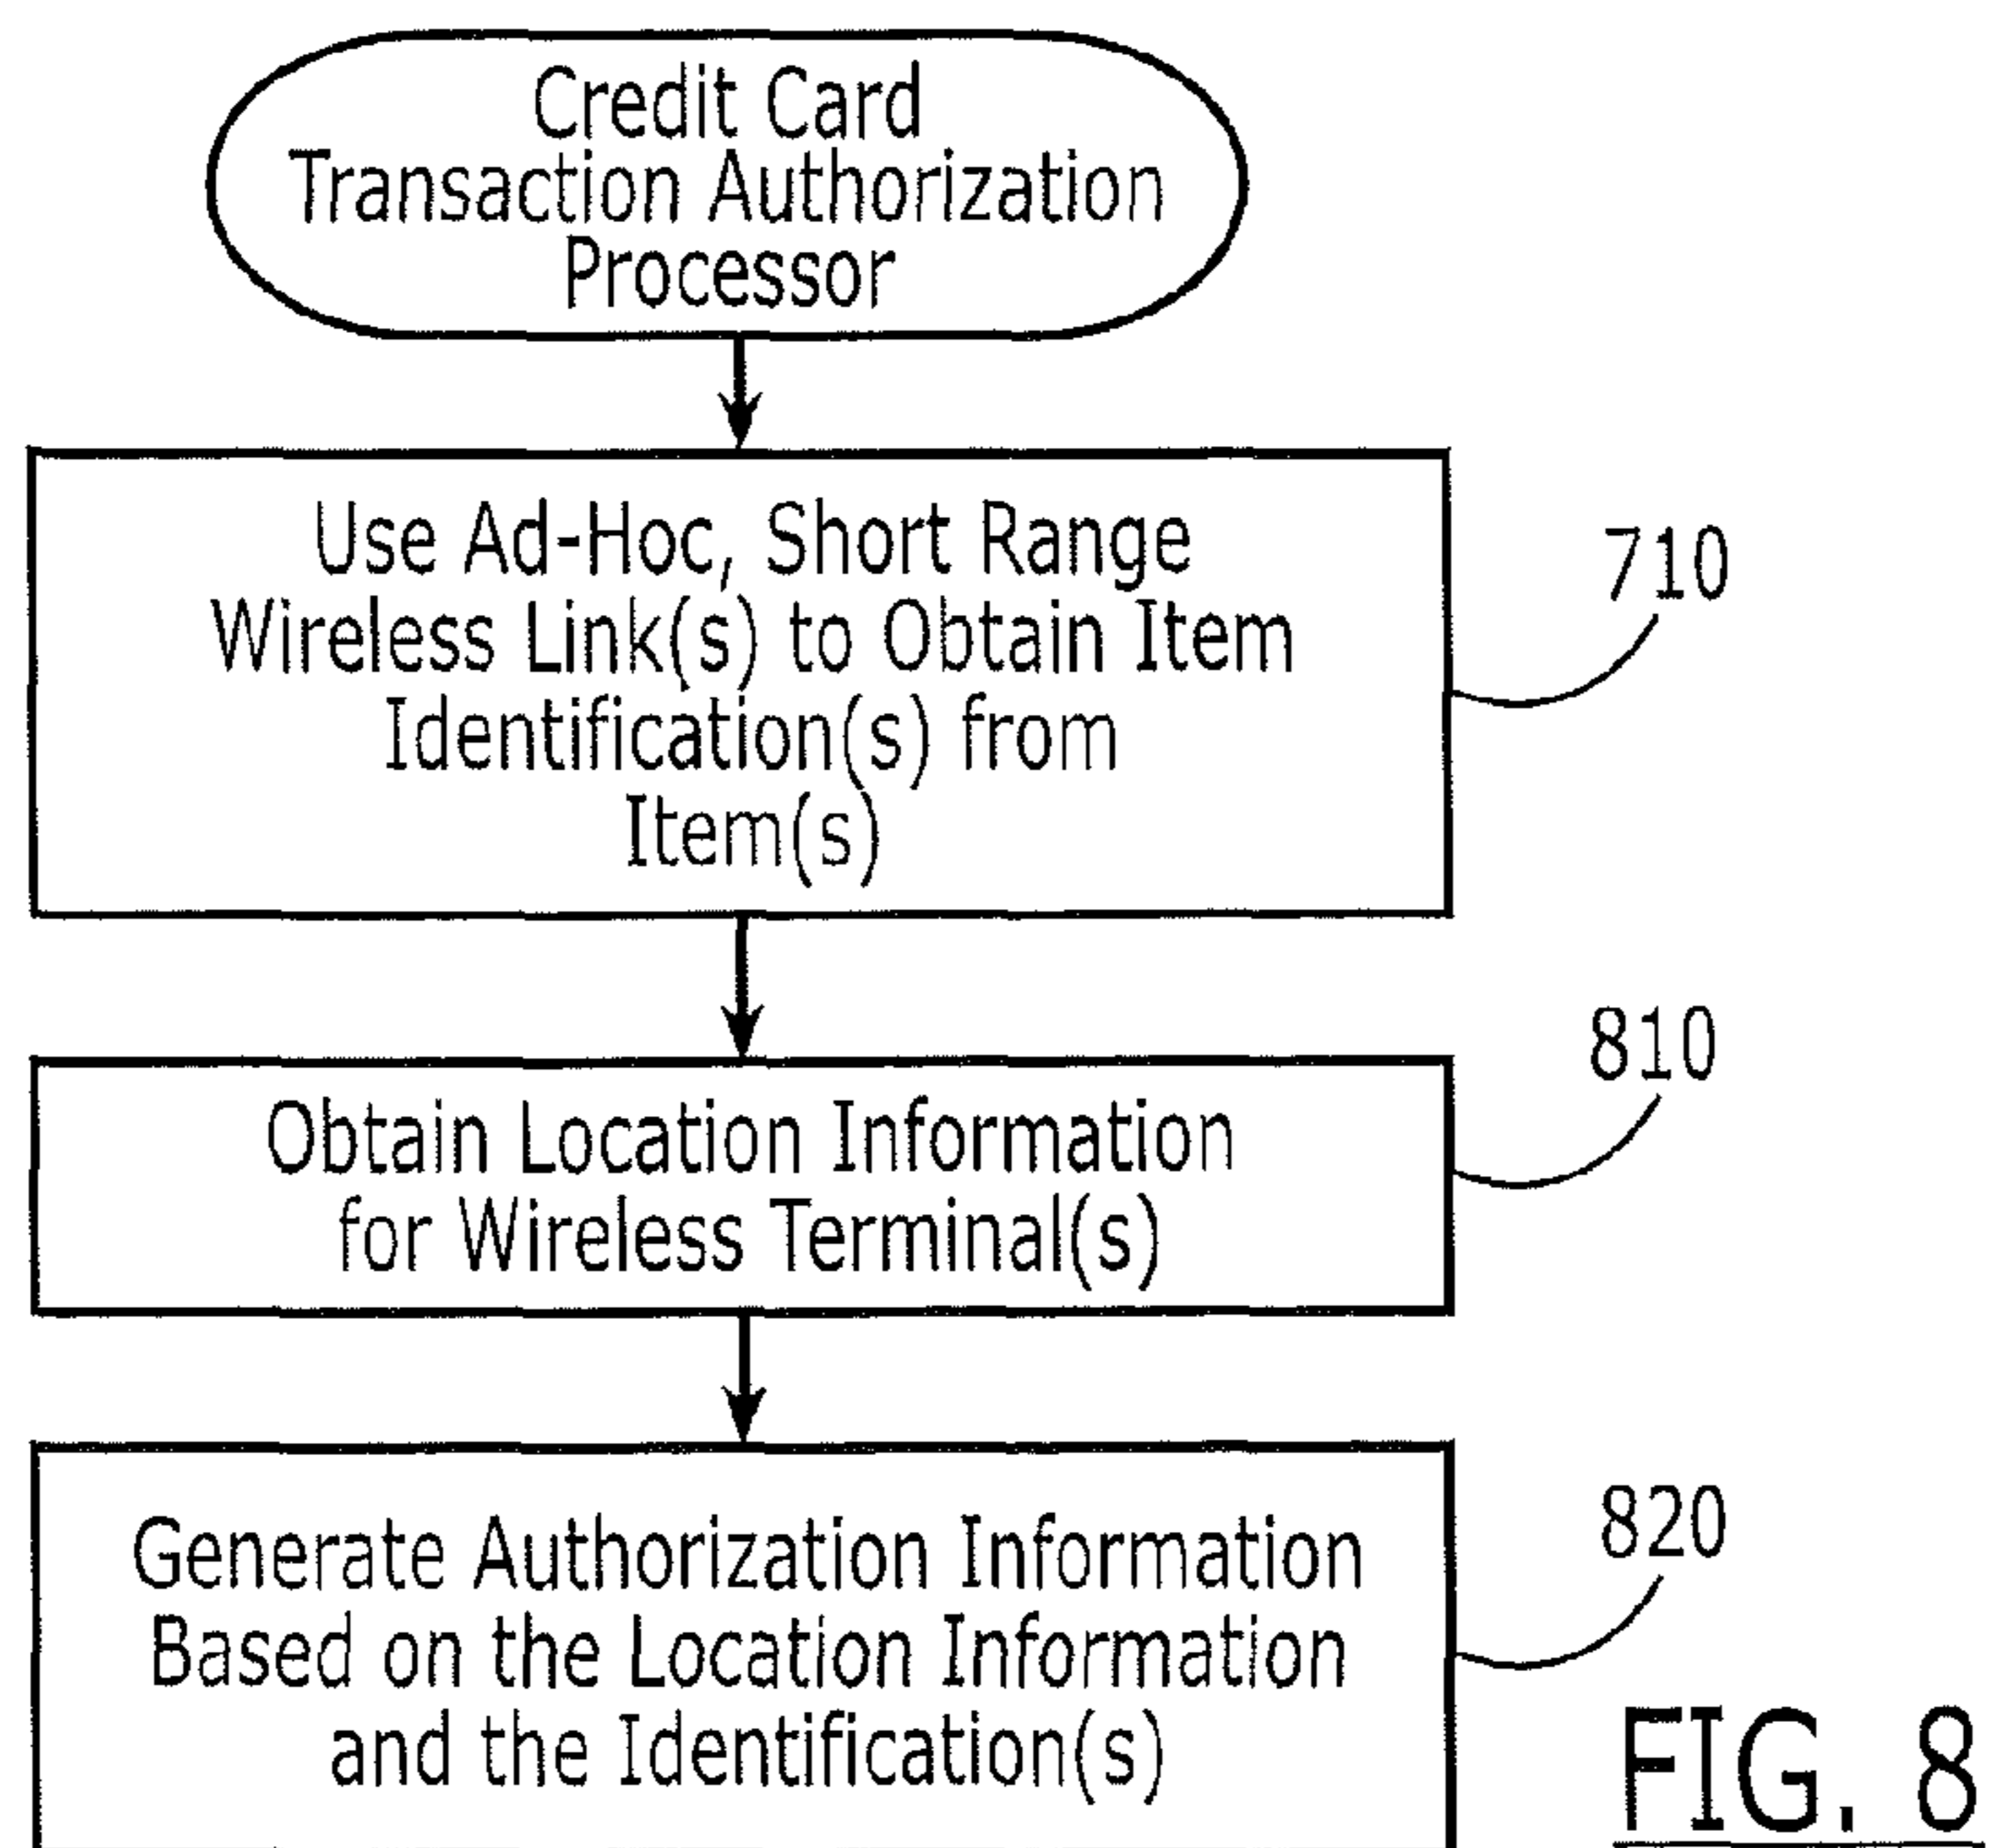 Credit Card
Transaction Authorization
Processor
Use Ad-Hoc, Short Range
Wireless Link(s) to Obtain Item
Identification(s) from
Item(s)
710
Obtain Location Information
for Wireless Terminal(s)
810
Generate Authorization Information
Based on the Location Information
and the Identification(s)
820
FIG. 8